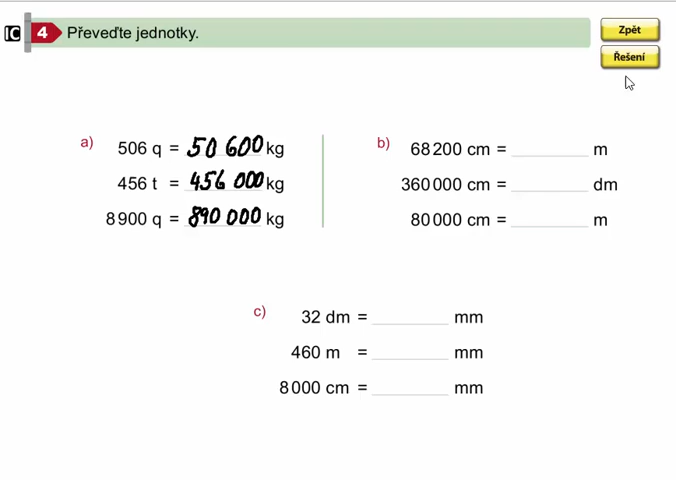 IC 4 Převeďte jednotky.
Zpět
Řešení
a) 506 q = 50 600 kg
456 t = 456 000 kg
8 900 q = 890 000 kg
b) 68 200 cm = m
360 000 cm = dm
80 000 cm = m
c) 32 dm = mm
460 m = mm
8 000 cm = mm